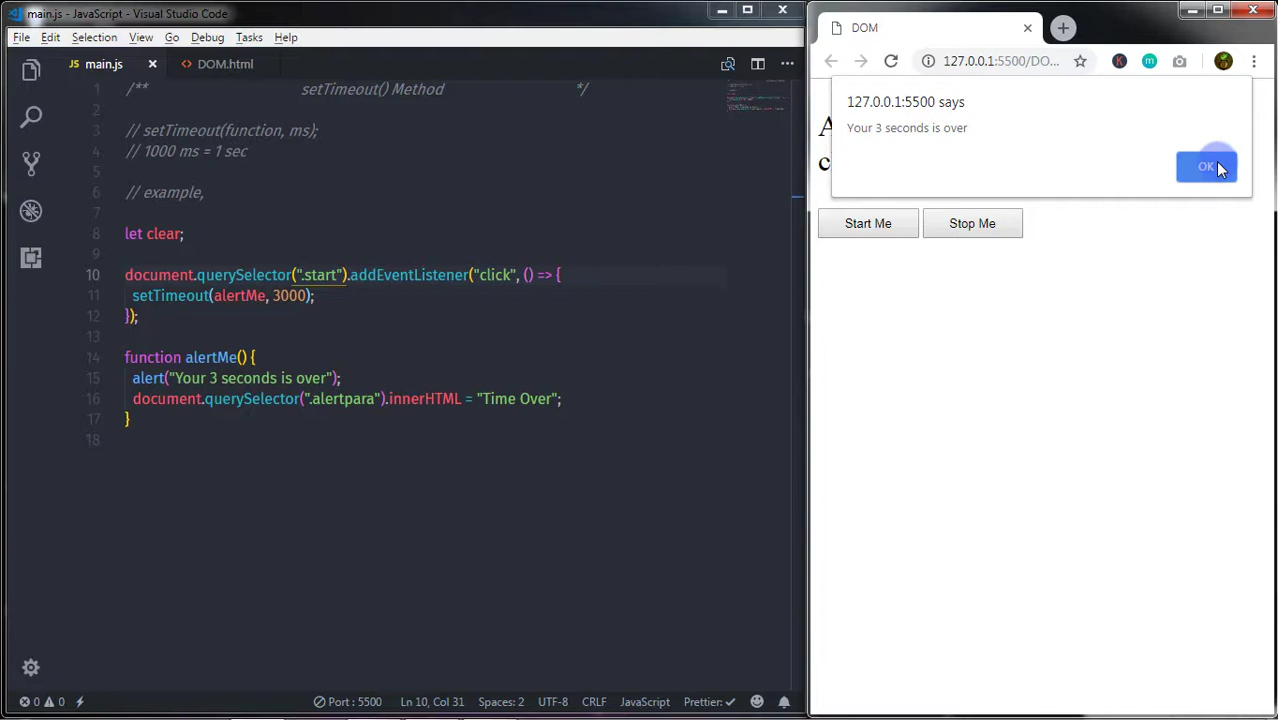 main.js - JavaScript - Visual Studio Code
File Edit Selection View Go Debug Tasks Help
JS main.js
<> DOM.html
1 /** setTimeout() Method */
2
3 // setTimeout(function, ms);
4 // 1000 ms = 1 sec
5
6 // example,
7
8 let clear;
9
10 document.querySelector(".start").addEventListener("click", () => {
11 setTimeout(alertMe, 3000);
12 });
13
14 function alertMe() {
15 alert("Your 3 seconds is over");
16 document.querySelector(".alertpara").innerHTML = "Time Over";
17 }
18
0 0 Port : 5500 Ln 10, Col 31 Spaces: 2 UTF-8 CRLF JavaScript Prettier: ✓
DOM
127.0.0.1:5500/DO...
K
m
127.0.0.1:5500 says
Your 3 seconds is over
OK
Start Me Stop Me